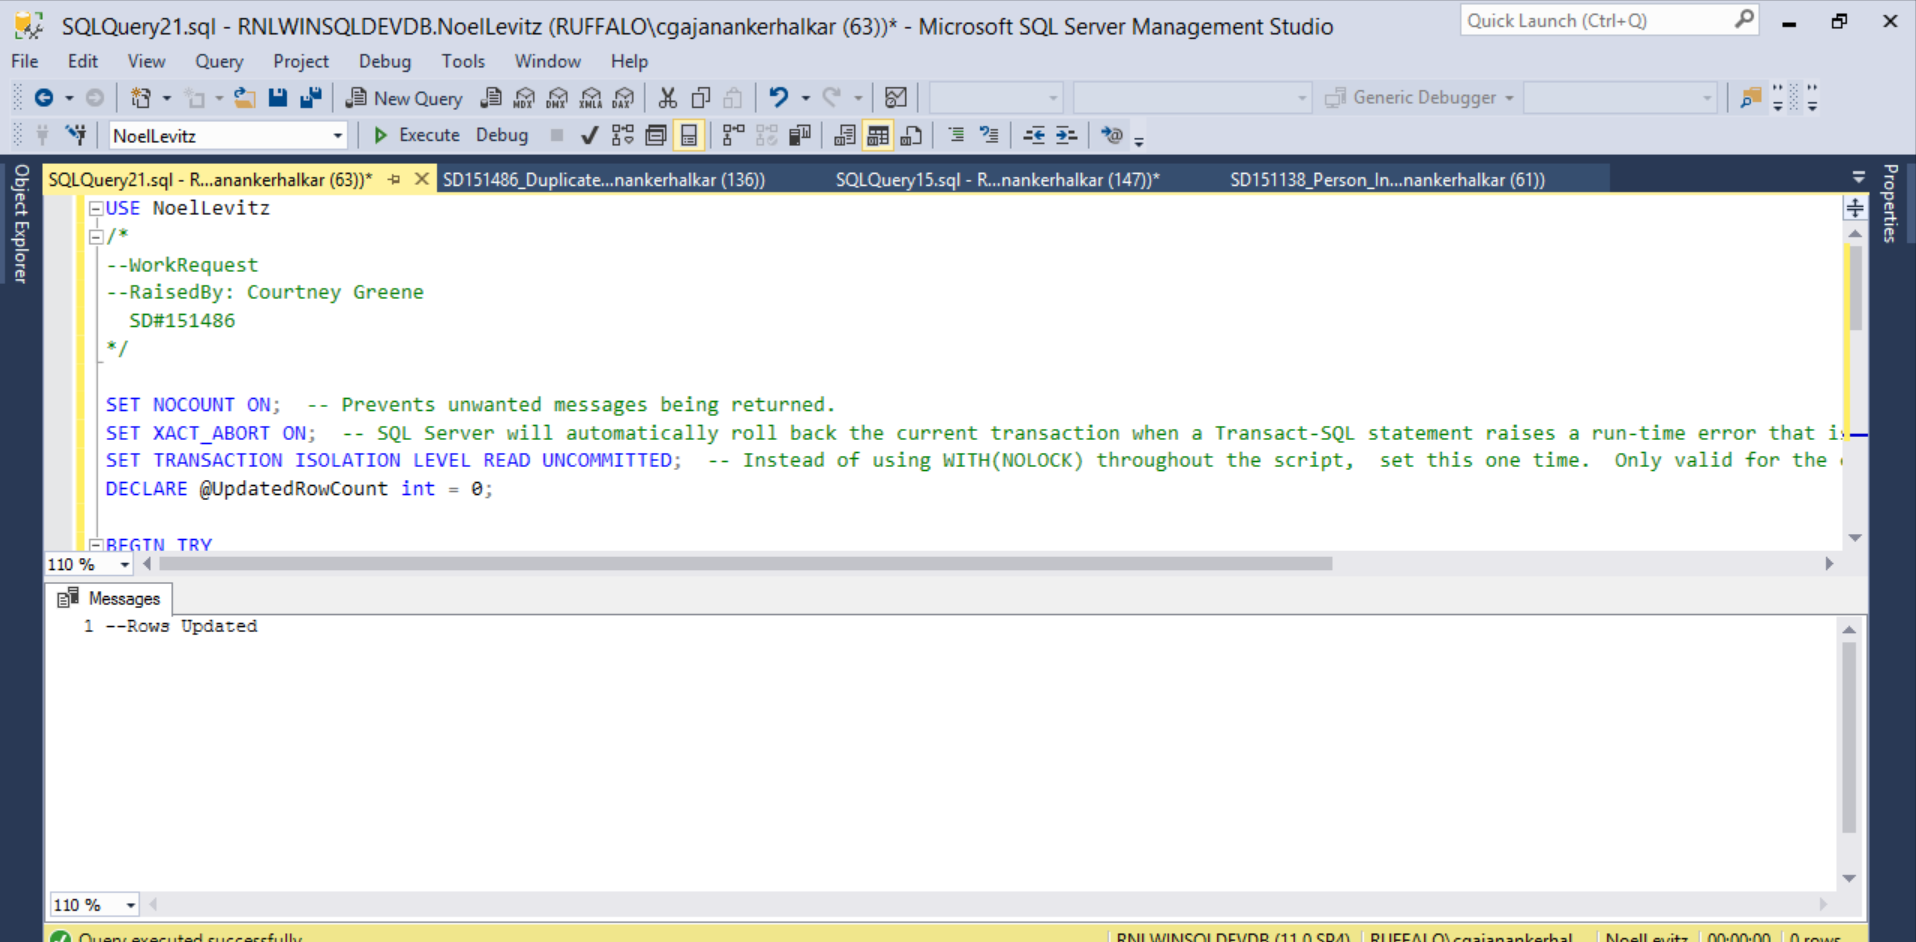 SQLQuery21.sql - RNLWINSQLDEVDB.NoelLevitz (RUFFALO\cgajanankerhalkar (63))* - Microsoft SQL Server Management Studio
Quick Launch (Ctrl+Q)
File Edit View Query Project Debug Tools Window Help
New Query MDX DMX XMLA DAX Generic Debugger
NoelLevitz Execute Debug
Object Explorer
SQLQuery21.sql - R...anankerhalkar (63))* SD151486_Duplicate...nankerhalkar (136)) SQLQuery15.sql - R...nankerhalkar (147))* SD151138_Person_In...nankerhalkar (61))
Properties
USE NoelLevitz
/*
--WorkRequest
--RaisedBy: Courtney Greene
SD#151486
*/
SET NOCOUNT ON;  -- Prevents unwanted messages being returned.
SET XACT_ABORT ON;  -- SQL Server will automatically roll back the current transaction when a Transact-SQL statement raises a run-time error that
SET TRANSACTION ISOLATION LEVEL READ UNCOMMITTED;  -- Instead of using WITH(NOLOCK) throughout the script,  set this one time.  Only valid for the
DECLARE @UpdatedRowCount int = 0;
BEGIN TRY
110 %
Messages
1 --Rows Updated
110 %
Query executed successfully RNLWINSQLDEVDB (11.0 SP4) RUFFALO\cgajanankerhal... NoelLevitz 00:00:00 0 rows